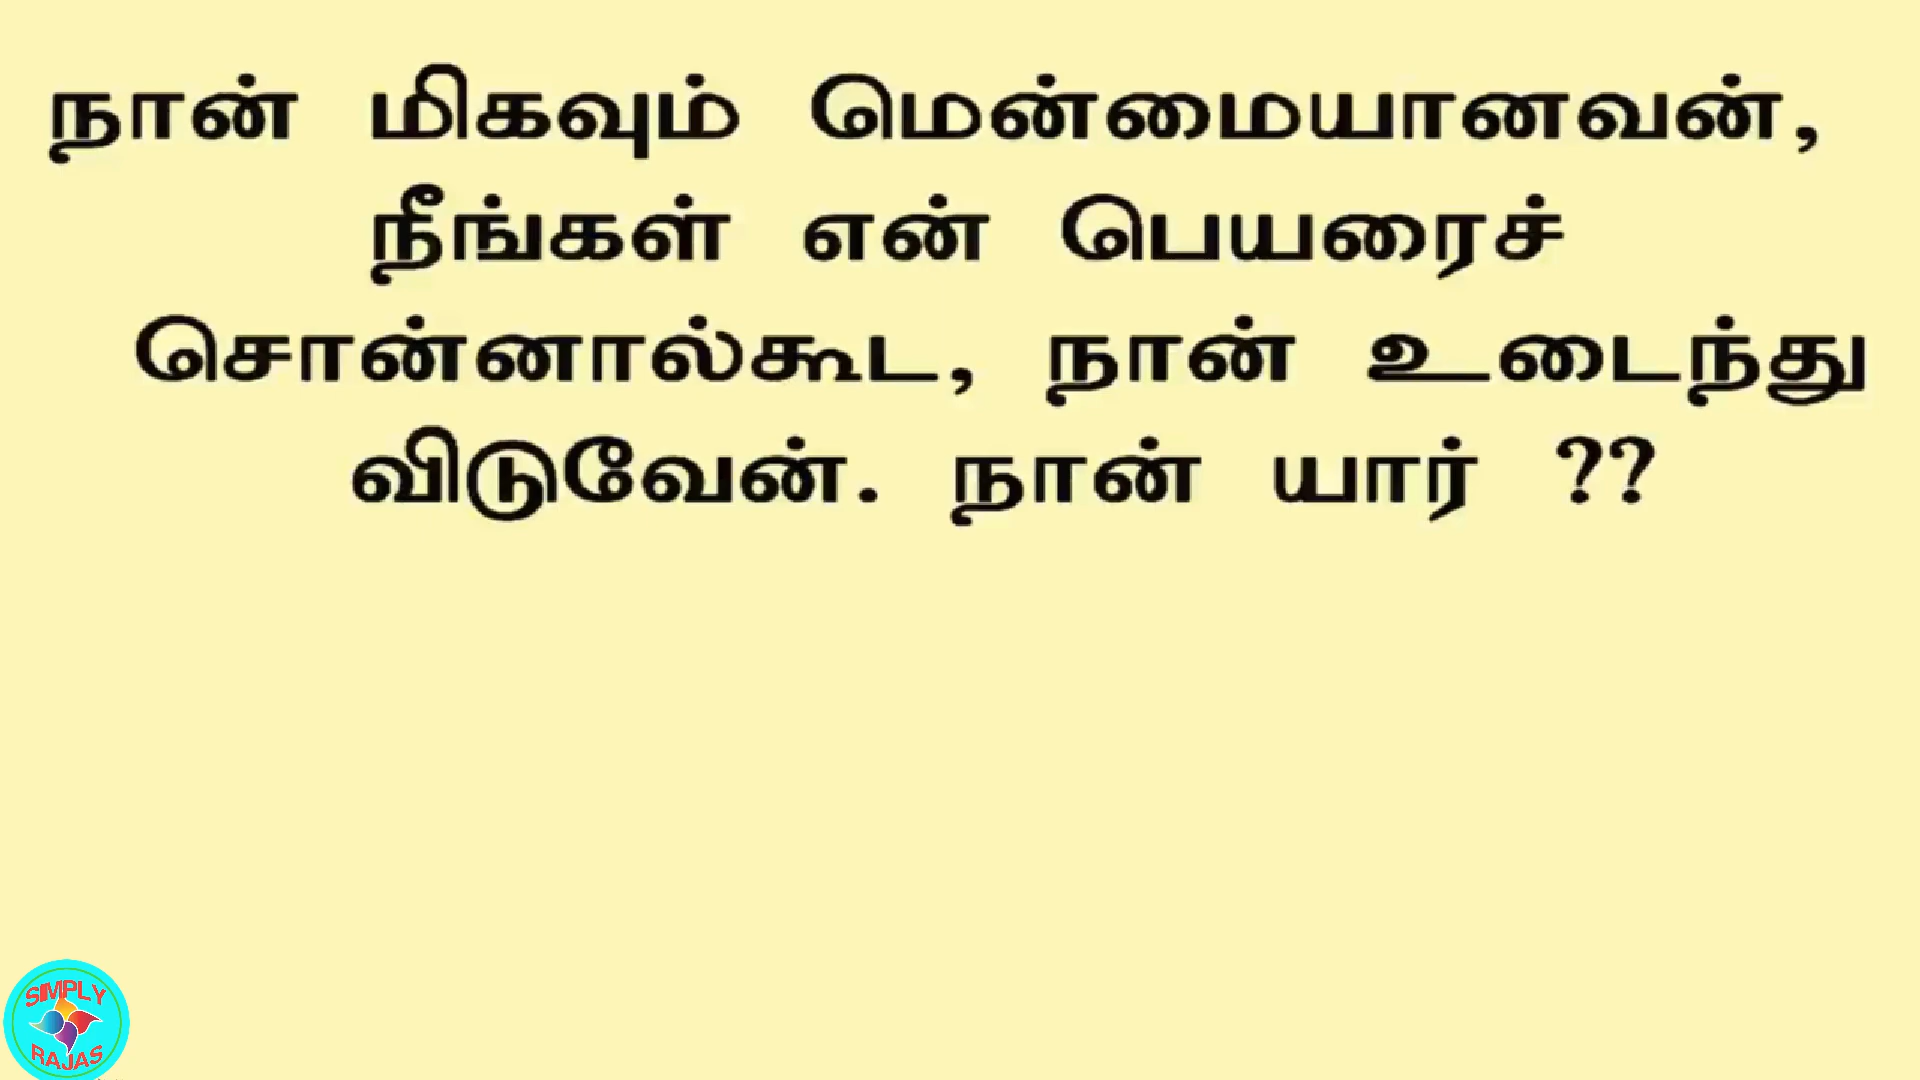 நான் மிகவும் மென்மையானவன்,
நீங்கள் என் பெயரைச்
சொன்னால்கூட, நான் உடைந்து
விடுவேன். நான் யார் ??
SIMPLY
RAJAS